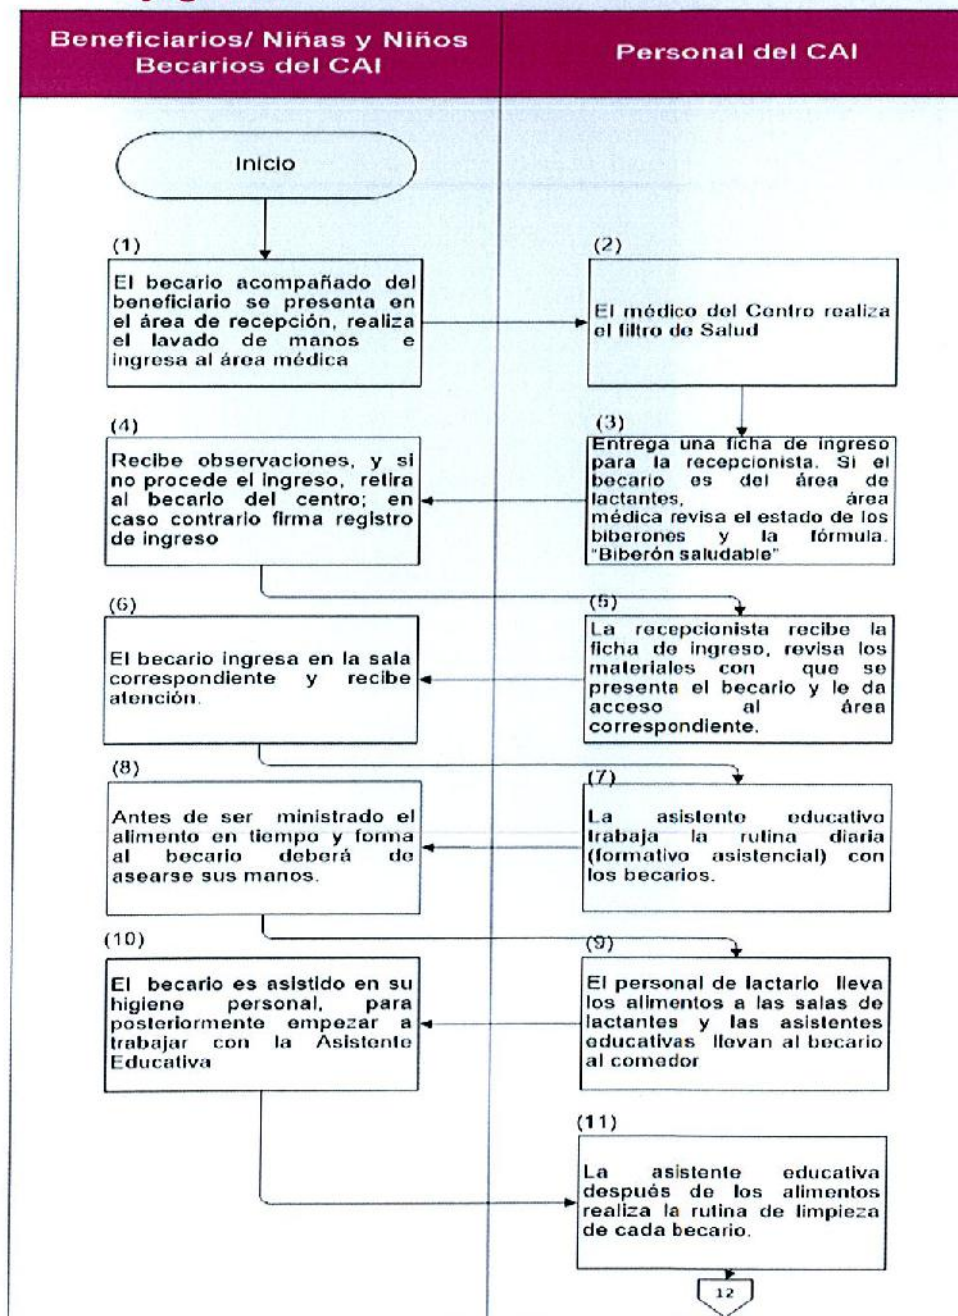 Beneficiarios/ Niñas y Niños
Becarios del CAI
Personal del CAI
Inicio
(1)
El becario acompañado del
beneficiario se presenta en
el área de recepción, realiza
el lavado de manos e
ingresa al área médica
(2)
El médico del Centro realiza
el filtro de Salud
(3)
Entrega una ficha de ingreso
para la recepcionista. Si el
becario es del área de
lactantes, área
médica revisa el estado de los
biberones y la fórmula.
"Biberón saludable"
(4)
Recibe observaciones, y si
no procede el ingreso, retira
al becario del centro; en
caso contrario firma registro
de ingreso
(5)
La recepcionista recibe la
ficha de ingreso, revisa los
materiales con que se
presenta el becario y le da
acceso al área
correspondiente.
(6)
El becario ingresa en la sala
correspondiente y recibe
atención.
(7)
La asistente educativo
trabaja la rutina diaria
(formativo asistencial) con
los becarios.
(8)
Antes de ser ministrado el
alimento en tiempo y forma
al becario deberá de
asearse sus manos.
(9)
El personal de lactario lleva
los alimentos a las salas de
lactantes y las asistentes
educativas llevan al becario
al comedor
(10)
El becario es asistido en su
higiene personal, para
posteriormente empezar a
trabajar con la Asistente
Educativa
(11)
La asistente educativa
después de los alimentos
realiza la rutina de limpieza
de cada becario.
12